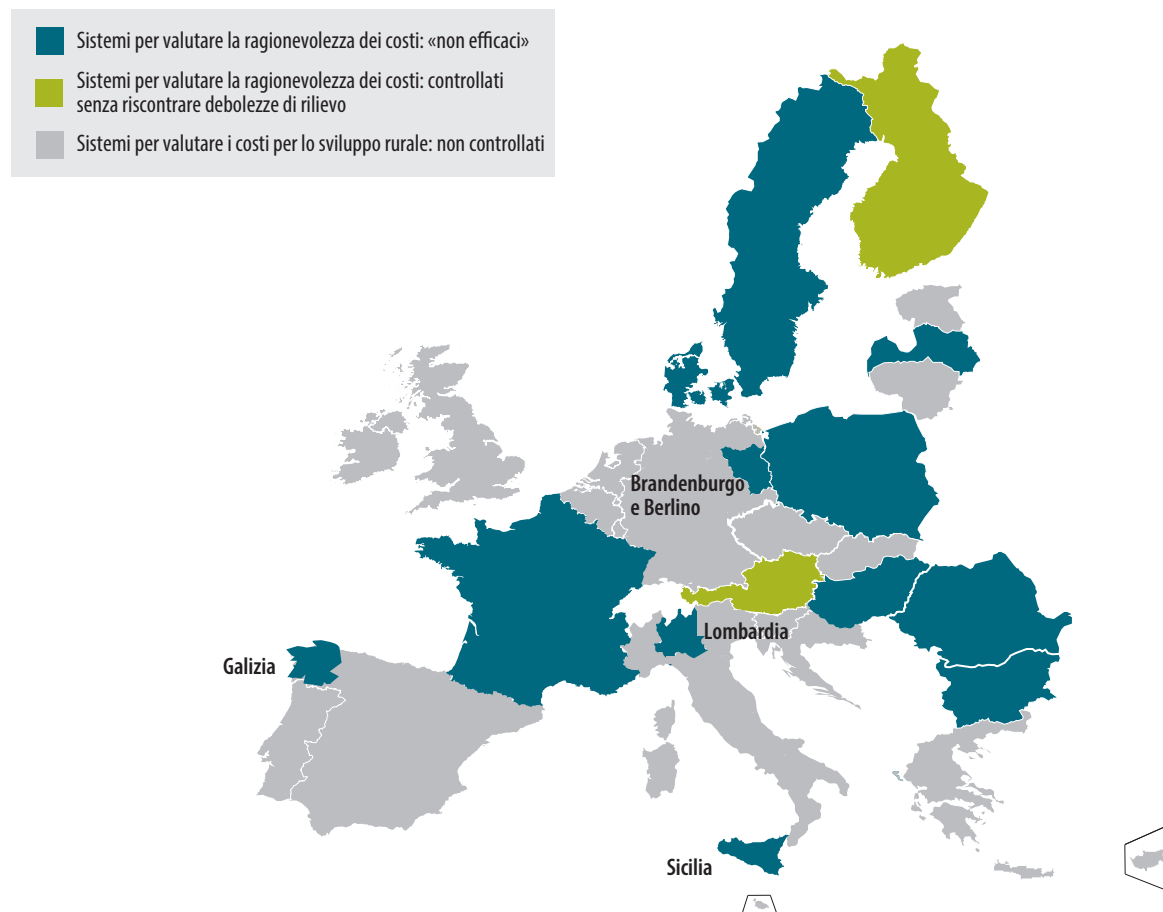 Sistemi per valutare la ragionevolezza dei costi: «non efficaci»
Sistemi per valutare la ragionevolezza dei costi: controllati
senza riscontrare debolezze di rilievo
Sistemi per valutare i costi per lo sviluppo rurale: non controllati
Brandenburgo
e Berlino
Lombardia
Galizia
Sicilia